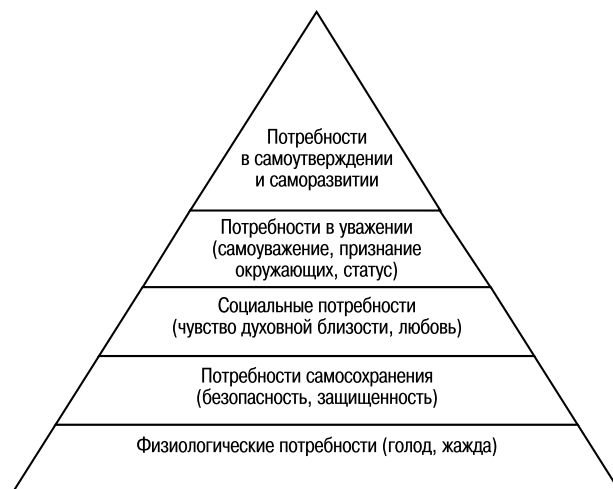 Потребности
в самоутверждении
и саморазвитии
Потребности в уважении
(самоуважение, признание
окружающих, статус)
Социальные потребности
(чувство духовной близости, любовь)
Потребности самосохранения
(безопасность, защищенность)
Физиологические потребности (голод, жажда)